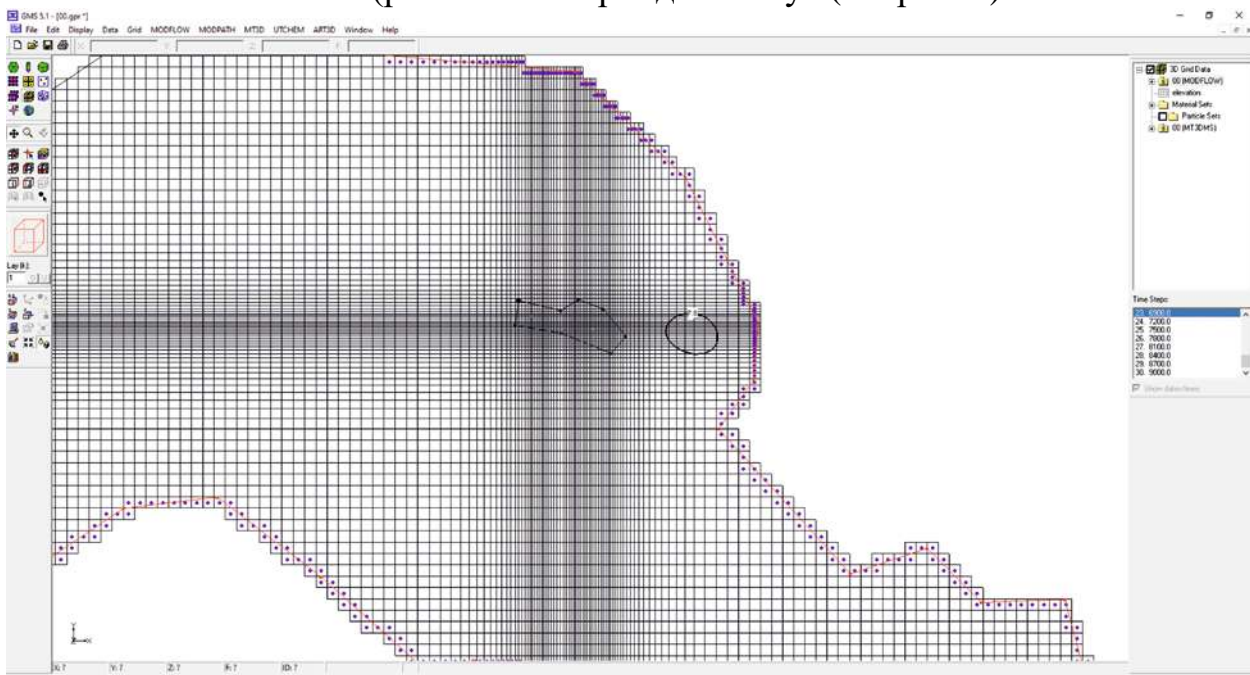 GMS 5.1 - [00.gpr *]
File Edit Display Data Grid MODFLOW MODPATH MT3D UTCHEM ART3D Window Help
X: Y: Z: F:
3D Grid Data
00 (MODFLOW)
elevation
Material Sets
Particle Sets
00 (MT3DMS)
Lay (k):
1
Time Steps:
23. 6900.0
24. 7200.0
25. 7500.0
26. 7800.0
27. 8100.0
28. 8400.0
29. 8700.0
30. 9000.0
X: ? Y: ? Z: ? F: ? ID: ?